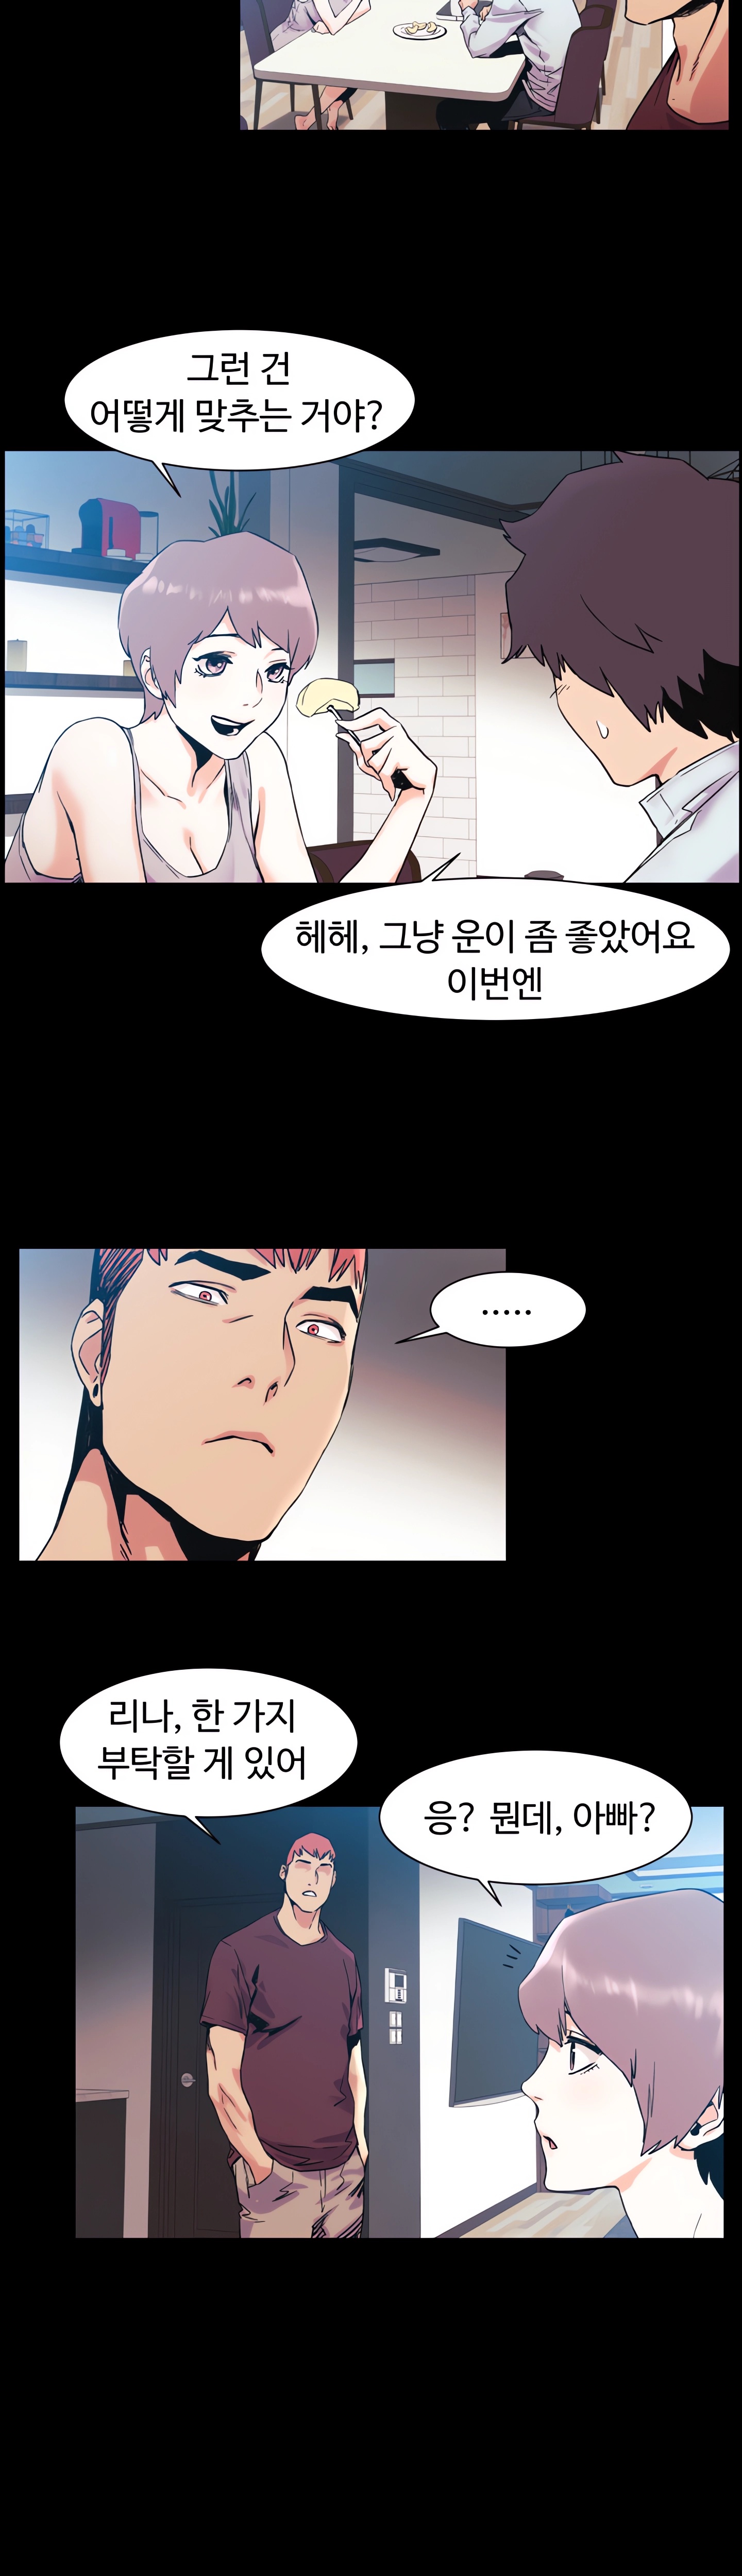 그런 건
어떻게 맞추는 거야?
헤헤, 그냥 운이 좀 좋았어요
이번엔
.....
리나, 한 가지
부탁할 게 있어
응? 뭔데, 아빠?